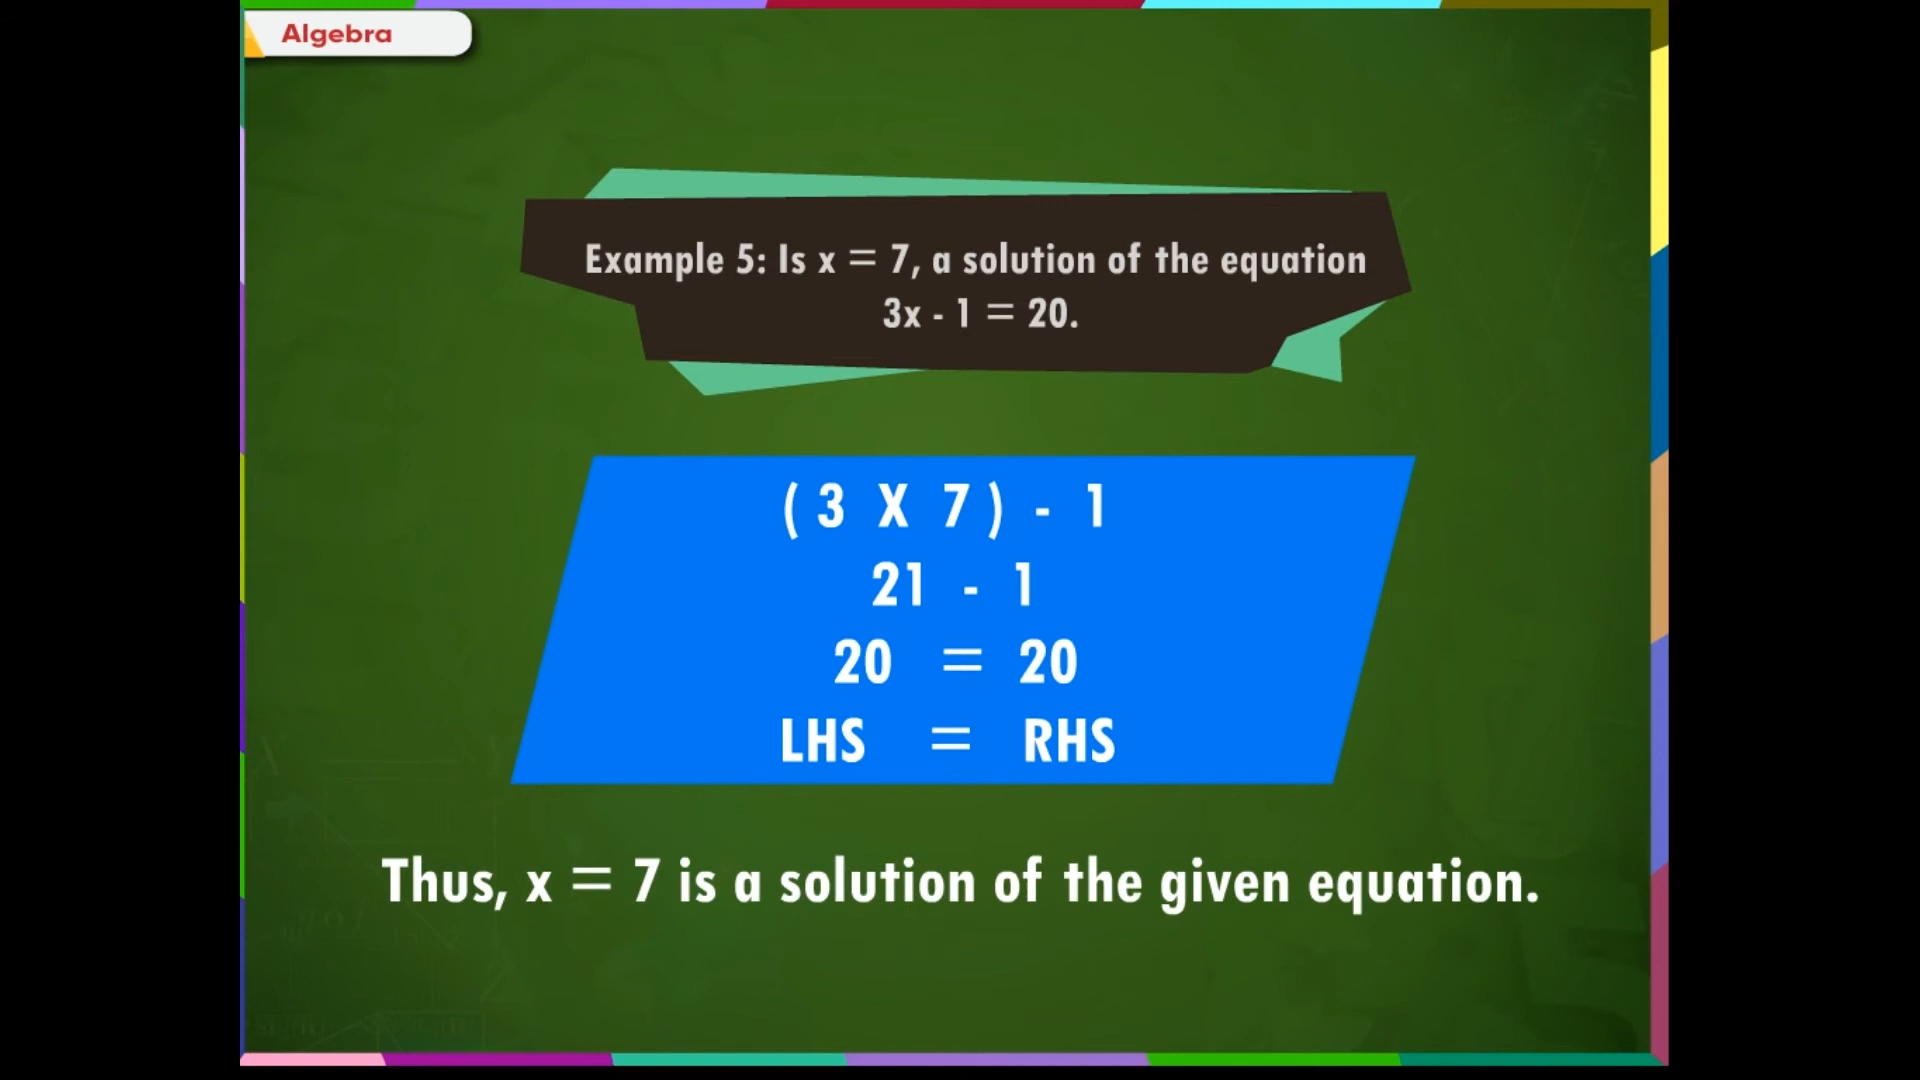 Algebra
Example 5: Is x = 7, a solution of the equation
3x - 1 = 20.
( 3 X 7 ) - 1
21 - 1
20 = 20
LHS = RHS
Thus, x = 7 is a solution of the given equation.